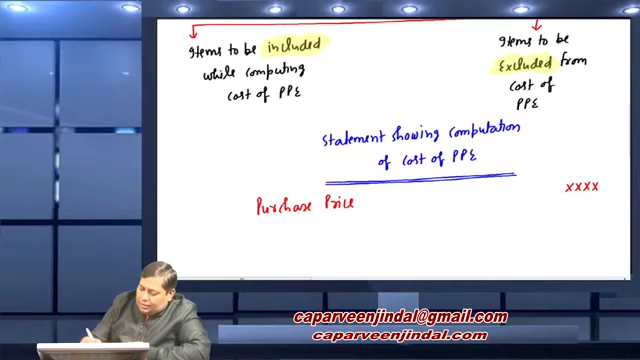 Items to be included
while computing
cost of PPE
Items to be
Excluded from
cost of
PPE
Statement showing computation
of cost of PPE
Purchase Price
xxxx
caparveenjindal@gmail.com
caparveenjindal.com